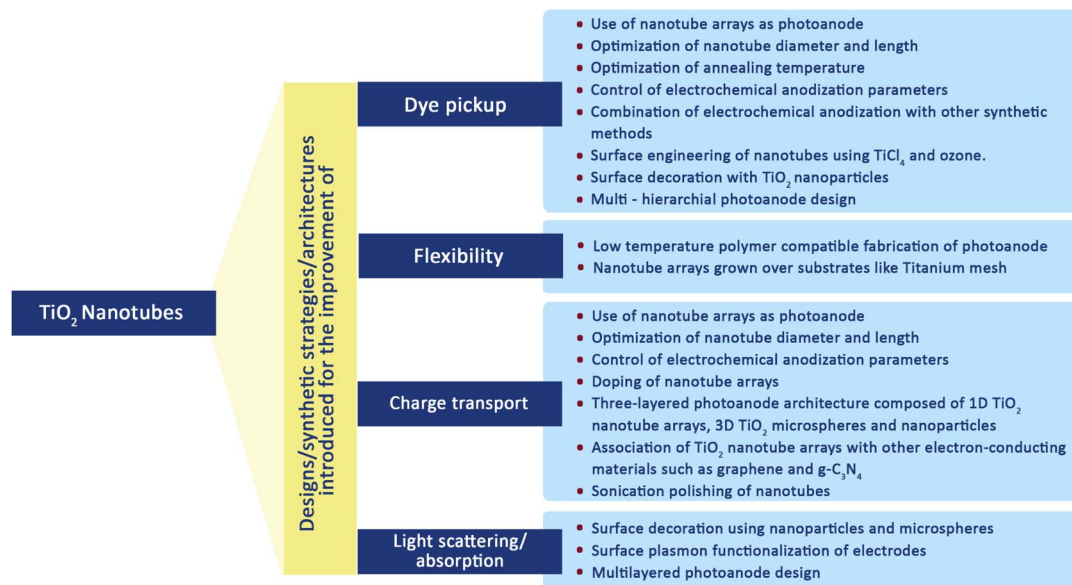 TiO₂ Nanotubes
Designs/synthetic strategies/architectures
introduced for the improvement of
Dye pickup
• Use of nanotube arrays as photoanode
• Optimization of nanotube diameter and length
• Optimization of annealing temperature
• Control of electrochemical anodization parameters
• Combination of electrochemical anodization with other synthetic
methods
• Surface engineering of nanotubes using TiCl₄ and ozone.
• Surface decoration with TiO₂ nanoparticles
• Multi - hierarchial photoanode design
Flexibility
• Low temperature polymer compatible fabrication of photoanode
• Nanotube arrays grown over substrates like Titanium mesh
Charge transport
• Use of nanotube arrays as photoanode
• Optimization of nanotube diameter and length
• Control of electrochemical anodization parameters
• Doping of nanotube arrays
• Three-layered photoanode architecture composed of 1D TiO₂
nanotube arrays, 3D TiO₂ microspheres and nanoparticles
• Association of TiO₂ nanotube arrays with other electron-conducting
materials such as graphene and g-C₃N₄
• Sonication polishing of nanotubes
Light scattering/
absorption
• Surface decoration using nanoparticles and microspheres
• Surface plasmon functionalization of electrodes
• Multilayered photoanode design